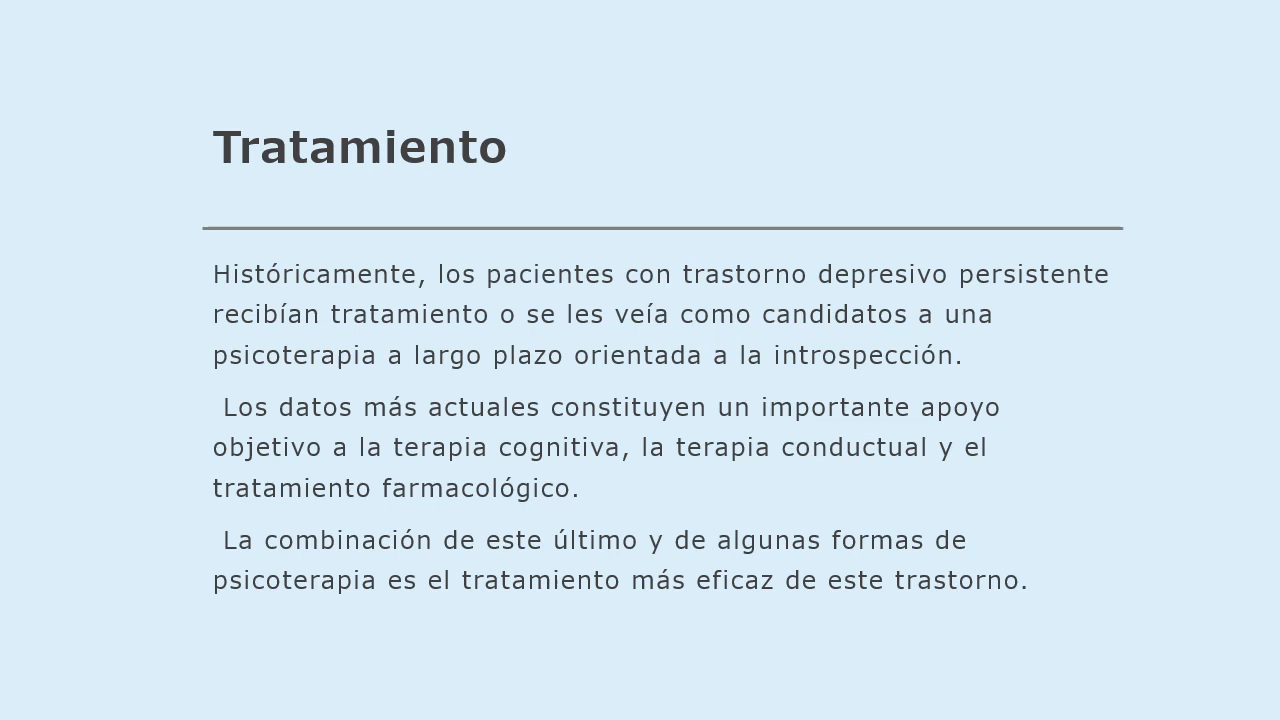 Tratamiento
Históricamente, los pacientes con trastorno depresivo persistente
recibían tratamiento o se les veía como candidatos a una
psicoterapia a largo plazo orientada a la introspección.
Los datos más actuales constituyen un importante apoyo
objetivo a la terapia cognitiva, la terapia conductual y el
tratamiento farmacológico.
La combinación de este último y de algunas formas de
psicoterapia es el tratamiento más eficaz de este trastorno.